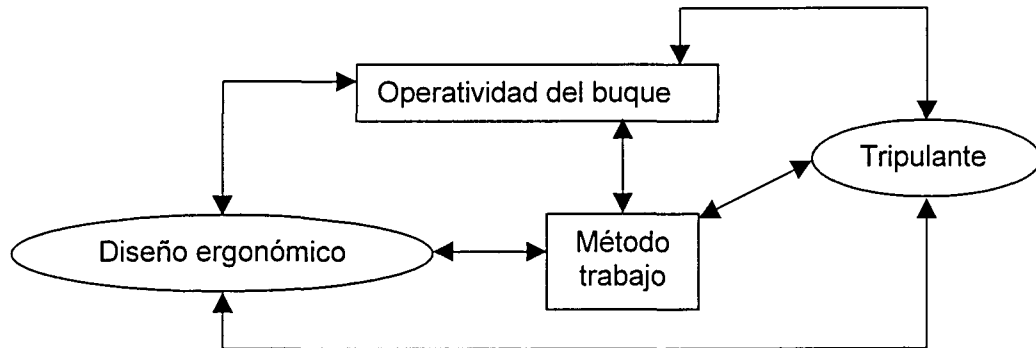 Operatividad del buque
Tripulante
Diseño ergonómico
Método
trabajo